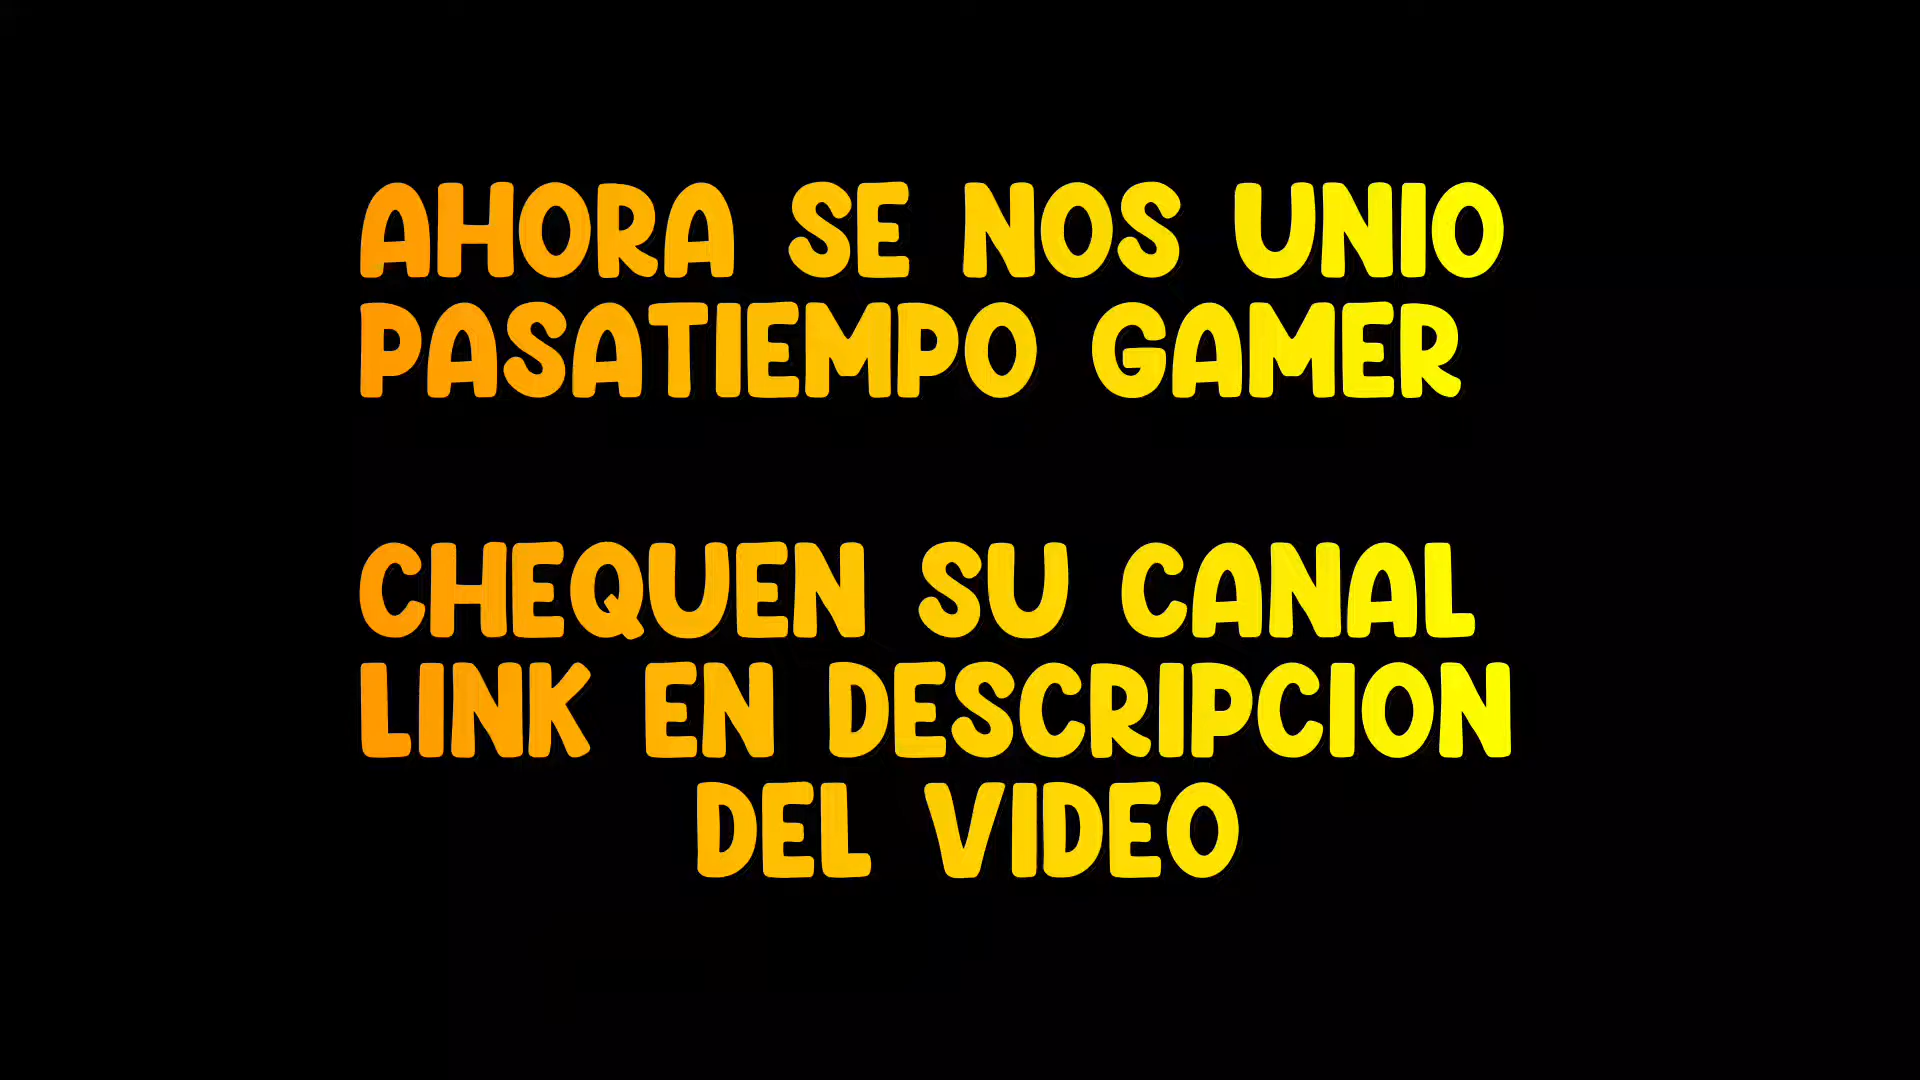 AHORA SE NOS UNIO
PASATIEMPO GAMER
CHEQUEN SU CANAL
LINK EN DESCRIPCION
DEL VIDEO